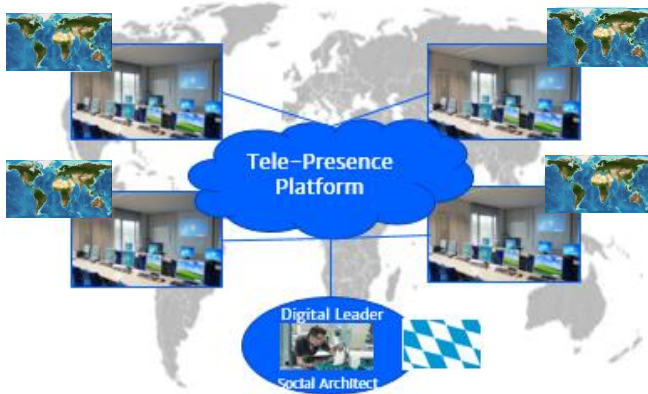 Tele-Presence
Platform
Digital Leader
Social Architect